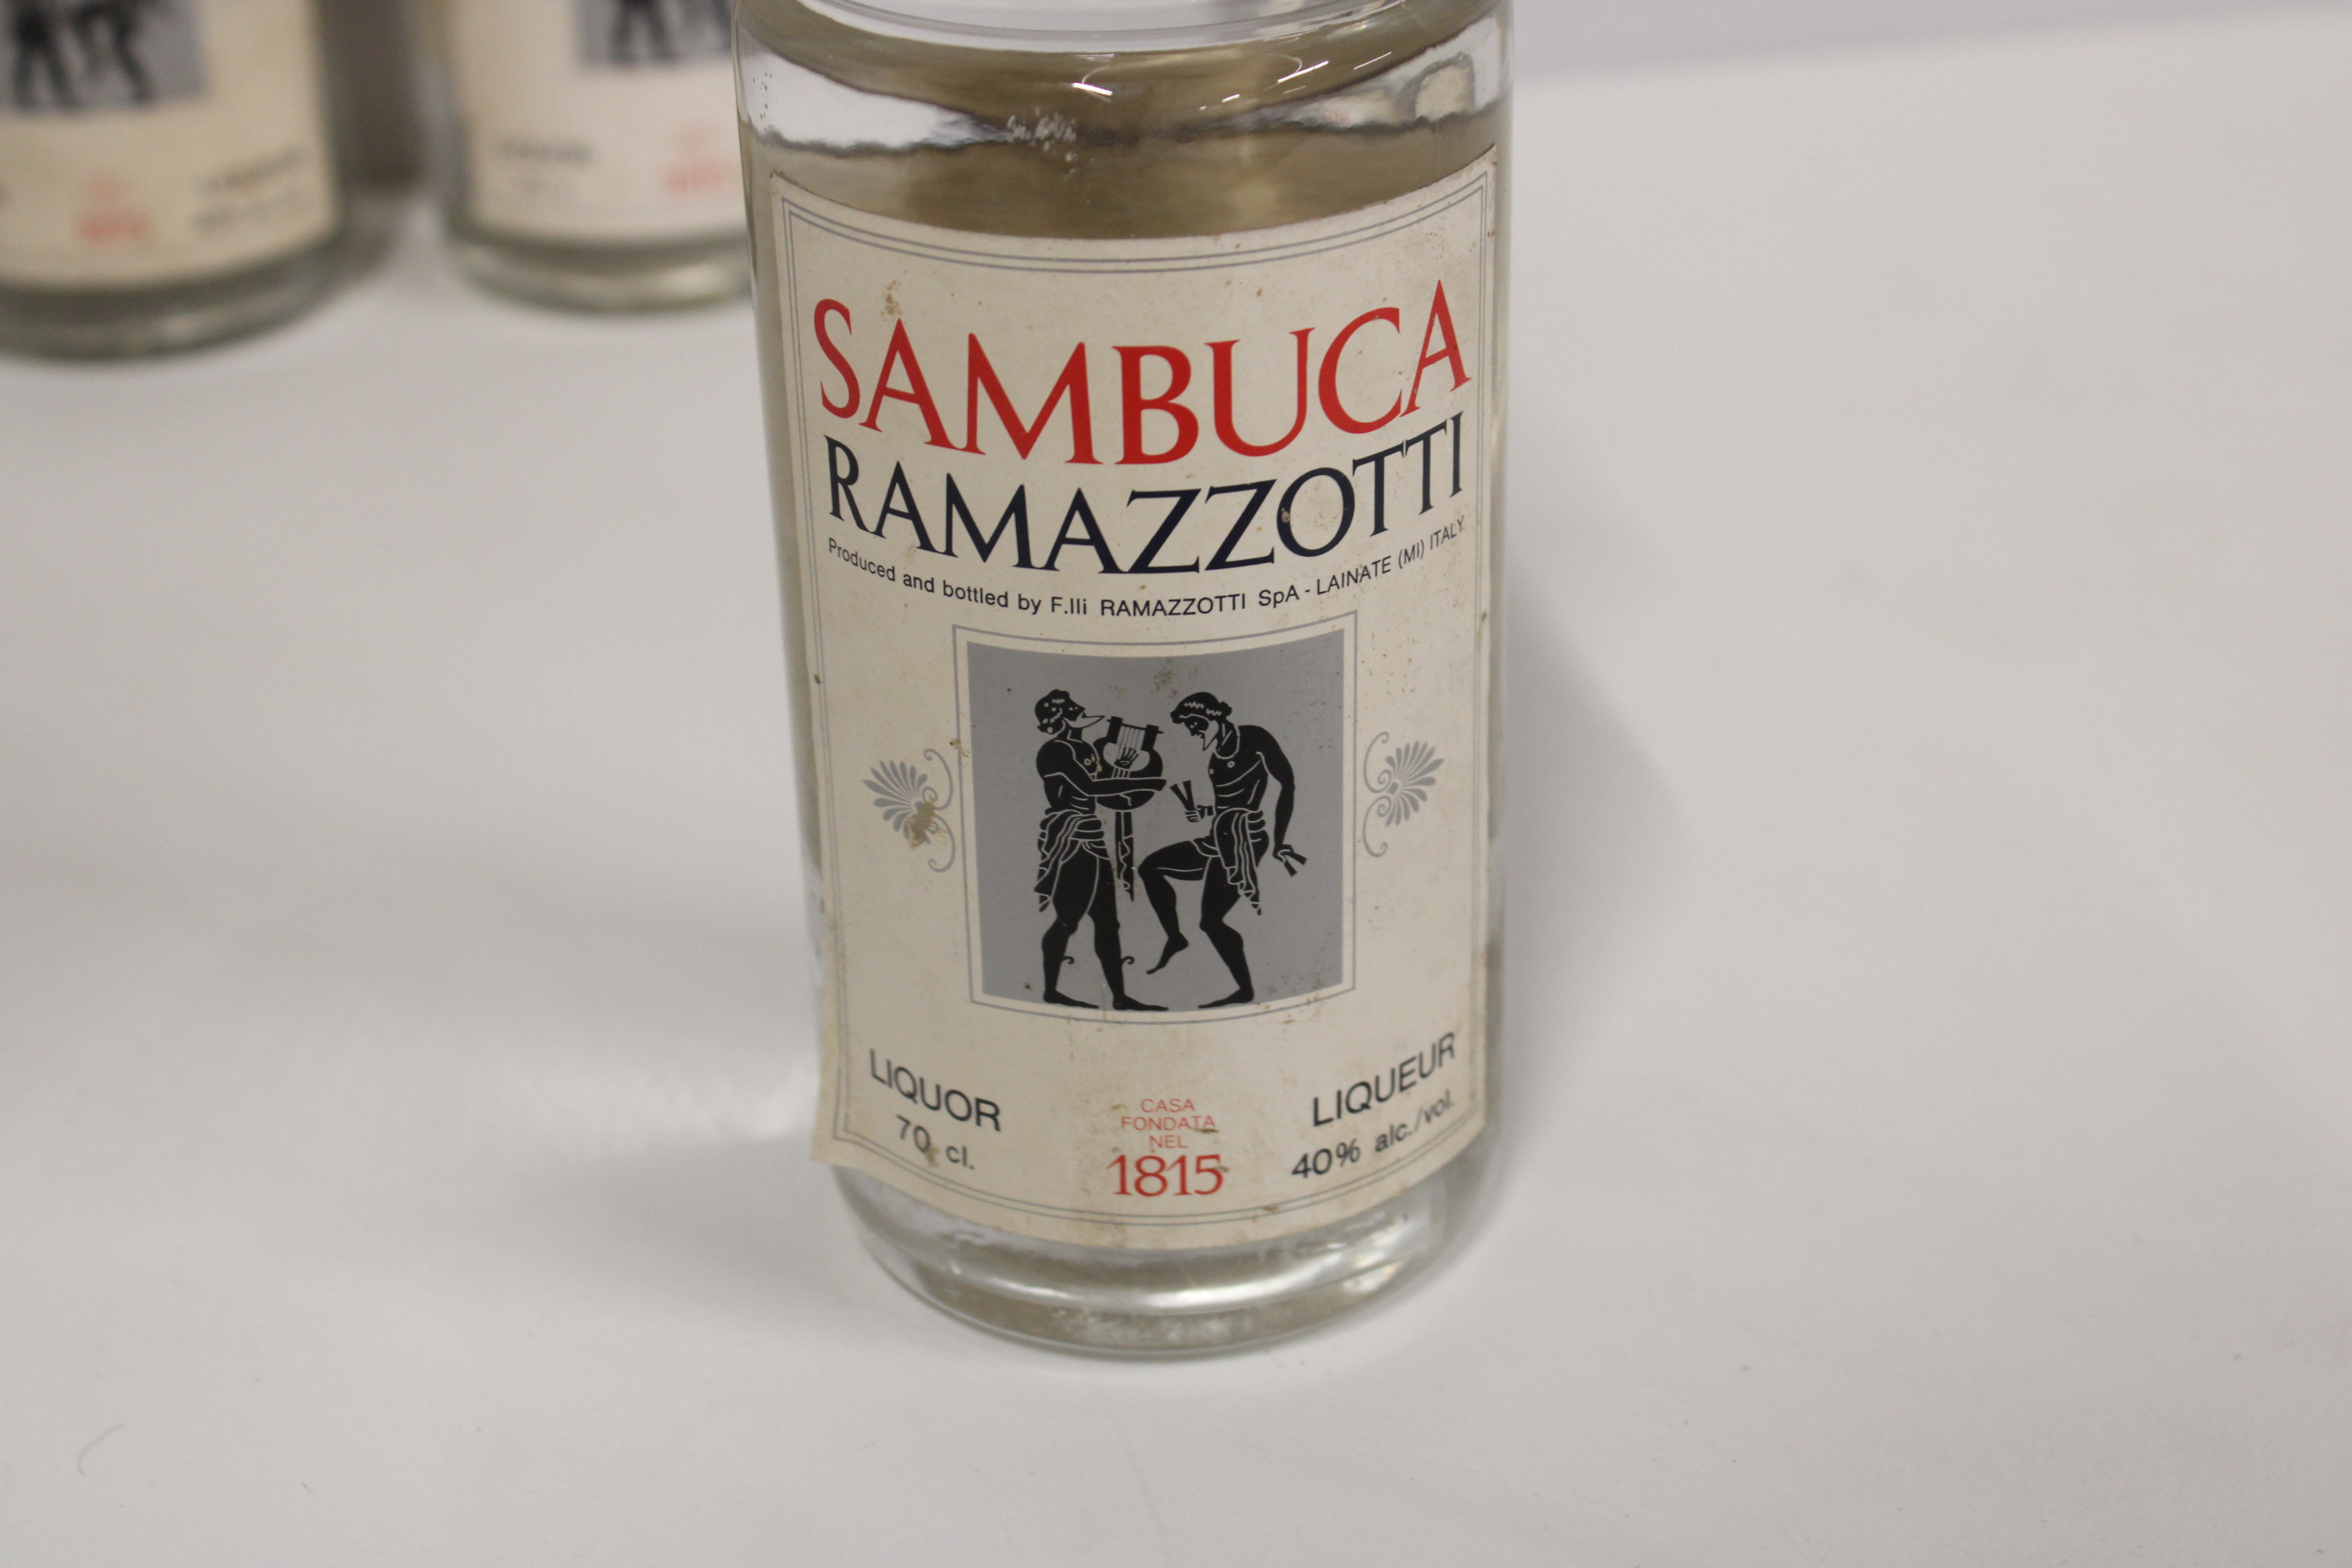 SAMBUCA
RAMAZZOTTI
Produced and bottled by F.lli RAMAZZOTTI SpA - LAINATE (MI) ITALY
LIQUOR
70 cl.
CASA
FONDATA
NEL
1815
LIQUEUR
40% alc./vol.